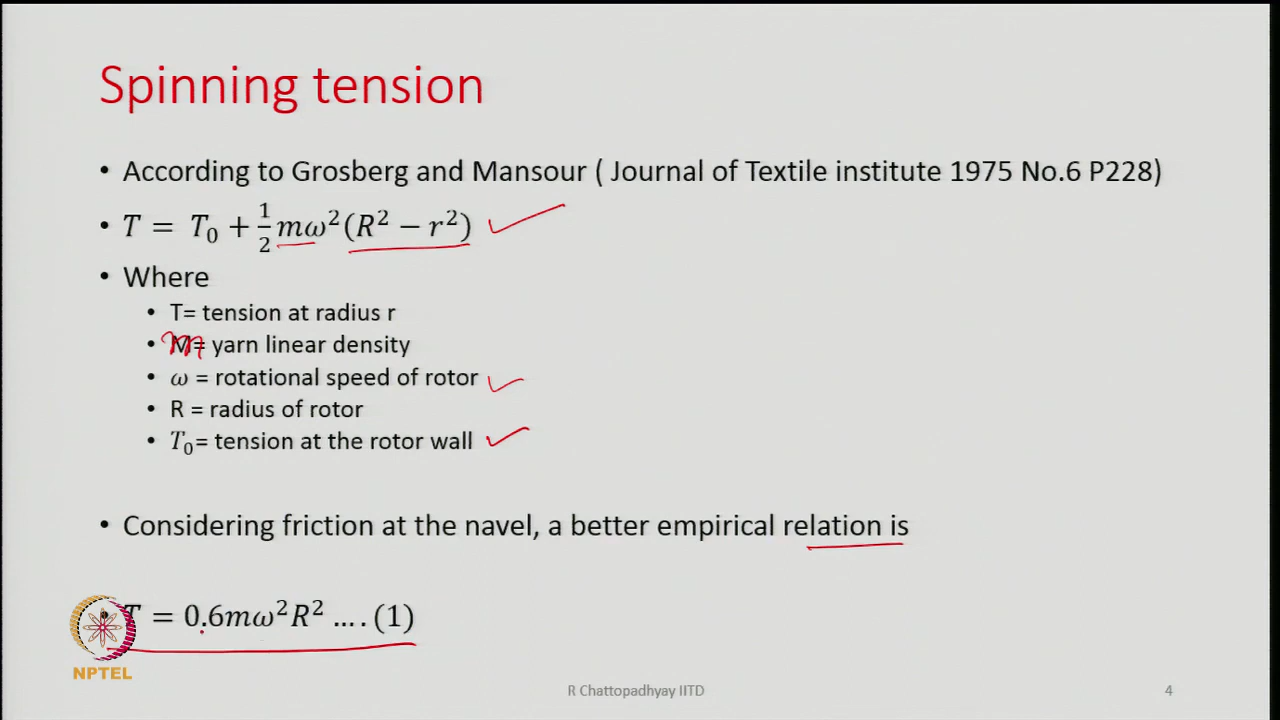 Spinning tension
• According to Grosberg and Mansour ( Journal of Textile institute 1975 No.6 P228)
• T = T₀ + 1/2 mω²(R² − r²)
• Where
• T= tension at radius r
• m= yarn linear density
• ω = rotational speed of rotor
• R = radius of rotor
• T₀= tension at the rotor wall
• Considering friction at the navel, a better empirical relation is
• T = 0.6mω²R² .... (1)
NPTEL
R Chattopadhyay IITD
4